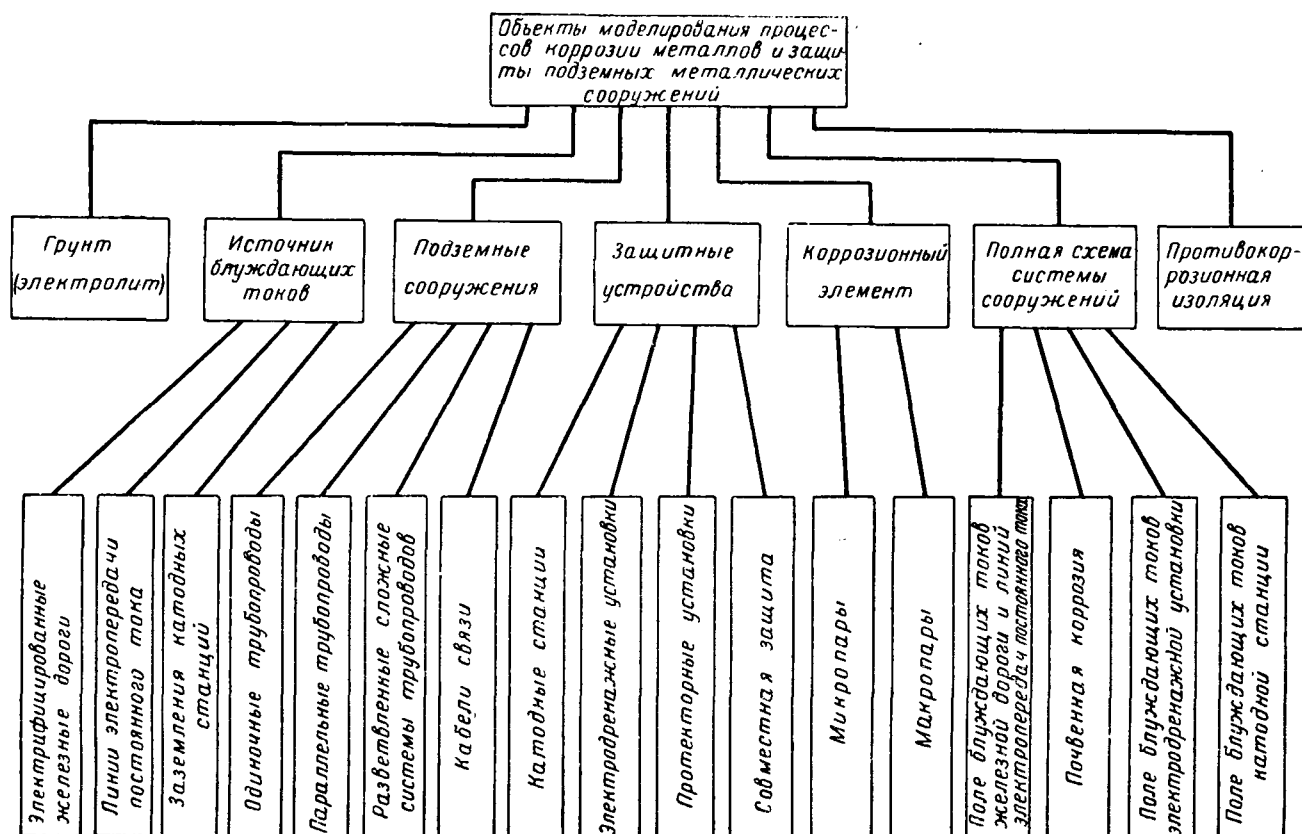 Объекты моделирования процес-
сов коррозии металлов и защи-
ты подземных металлических
сооружений
Грунт
(электролит)
Источник
блуждающих
токов
Подземные
сооружения
Защитные
устройства
Коррозионный
элемент
Полная схема
системы
сооружений
Противокор-
розионная
изоляция
Электрифицированные
железные дороги
Линии электропередачи
постоянного тока
Заземления катодных
станций
Одиночные трубопроводы
Параллельные трубопроводы
Разветвленные сложные
системы трубопроводов
Кабели связи
Катодные станции
Электродренажные установки
Протекторные установки
Совместная защита
Микропары
Макропары
Поле блуждающих токов
железной дороги и линий
электропередач постоянного тока
Почвенная коррозия
Поле блуждающих токов
электродренажной установки
Поле блуждающих токов
катодной станции